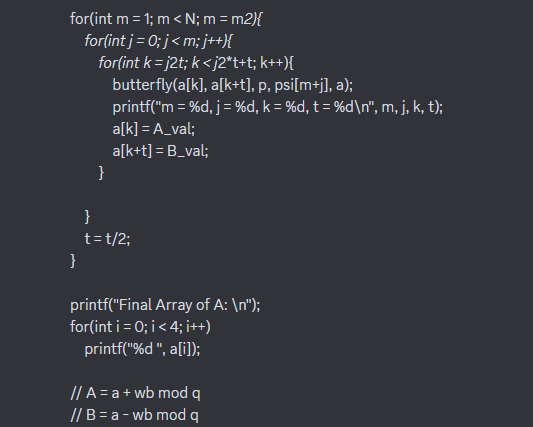 for(int m = 1; m < N; m = m2){
for(int j = 0; j < m; j++){
for(int k = j2t; k < j2*t+t; k++){
butterfly(a[k], a[k+t], p, psi[m+j], a);
printf("m = %d, j = %d, k = %d, t = %d\n", m, j, k, t);
a[k] = A_val;
a[k+t] = B_val;
}
}
t = t/2;
}
printf("Final Array of A: \n");
for(int i = 0; i < 4; i++)
printf("%d ", a[i]);
// A = a + wb mod q
// B = a - wb mod q